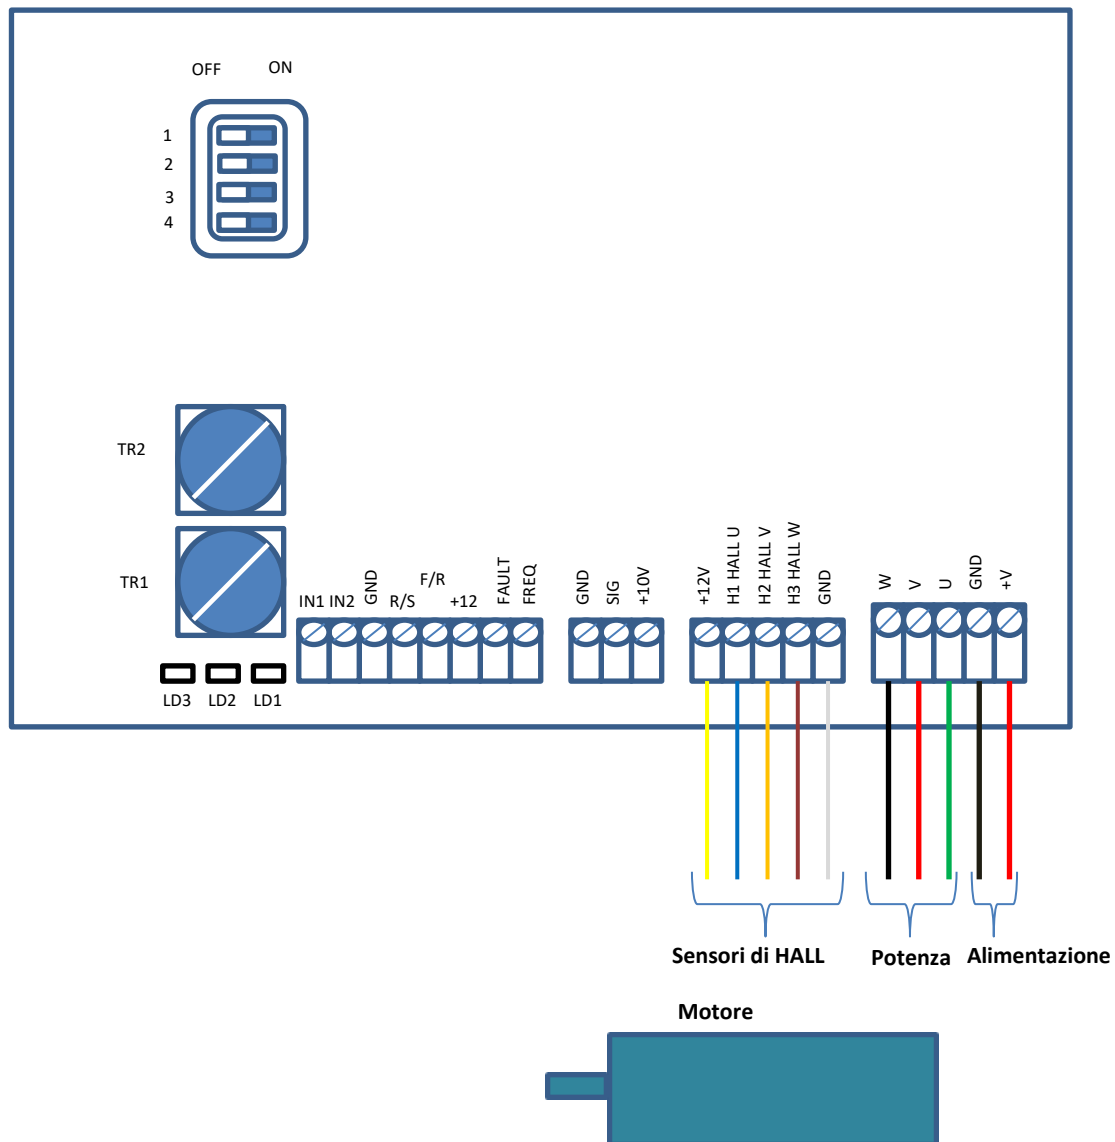 OFF ON
1
2
3
4
TR2
TR1
IN1 IN2 GND R/S F/R +12 FAULT FREQ
GND SIG +10V
+12V H1 HALL U H2 HALL V H3 HALL W GND
W V U GND +V
LD3 LD2 LD1
Sensori di HALL Potenza Alimentazione
Motore